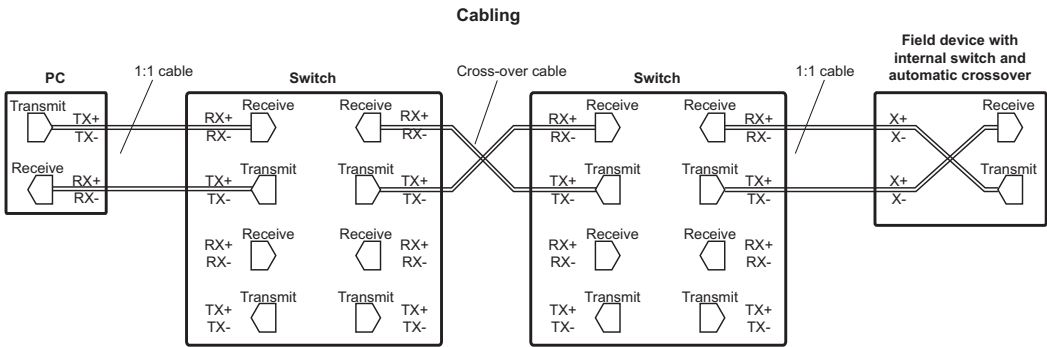 Cabling
Field device with
internal switch and
automatic crossover
PC
1:1 cable
Switch
Cross-over cable
Switch
1:1 cable
Transmit
TX+
TX-
Receive
RX+
RX-
RX+
RX-
Receive
Receive
RX+
RX-
TX+
TX-
Transmit
Transmit
TX+
TX-
RX+
RX-
Receive
Receive
RX+
RX-
TX+
TX-
Transmit
Transmit
TX+
TX-
RX+
RX-
Receive
Receive
RX+
RX-
TX+
TX-
Transmit
Transmit
TX+
TX-
RX+
RX-
Receive
Receive
RX+
RX-
TX+
TX-
Transmit
Transmit
TX+
TX-
X+
X-
Receive
X+
X-
Transmit